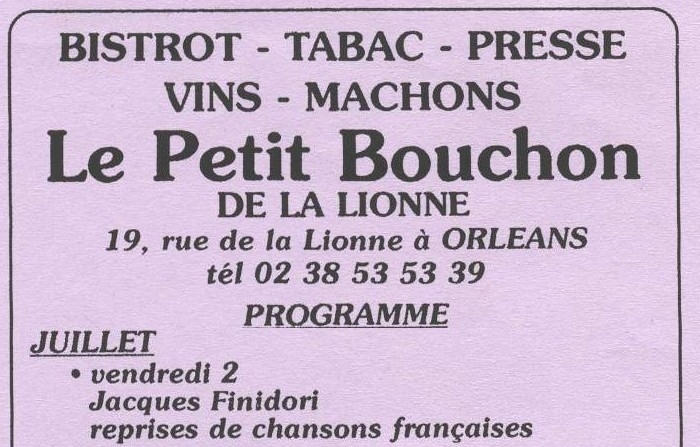 BISTROT - TABAC - PRESSE
VINS - MACHONS
Le Petit Bouchon
DE LA LIONNE
19, rue de la Lionne à ORLEANS
tél 02 38 53 53 39
PROGRAMME
JUILLET
• vendredi 2
Jacques Finidori
reprises de chansons françaises